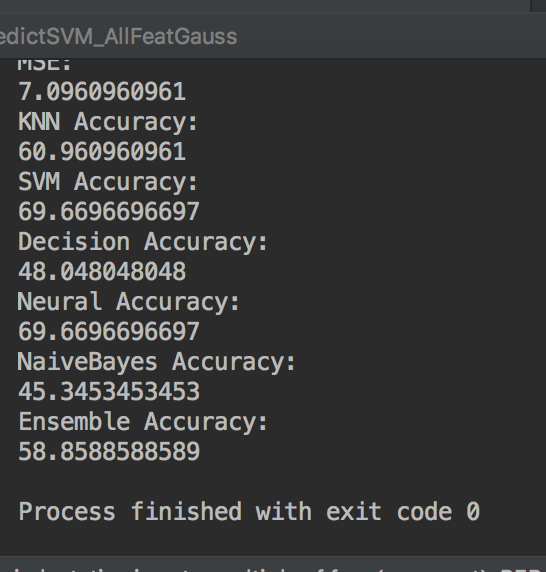 edictSVM_AllFeatGauss
MSE:
7.0960960961
KNN Accuracy:
60.960960961
SVM Accuracy:
69.6696696697
Decision Accuracy:
48.048048048
Neural Accuracy:
69.6696696697
NaiveBayes Accuracy:
45.3453453453
Ensemble Accuracy:
58.8588588589
Process finished with exit code 0